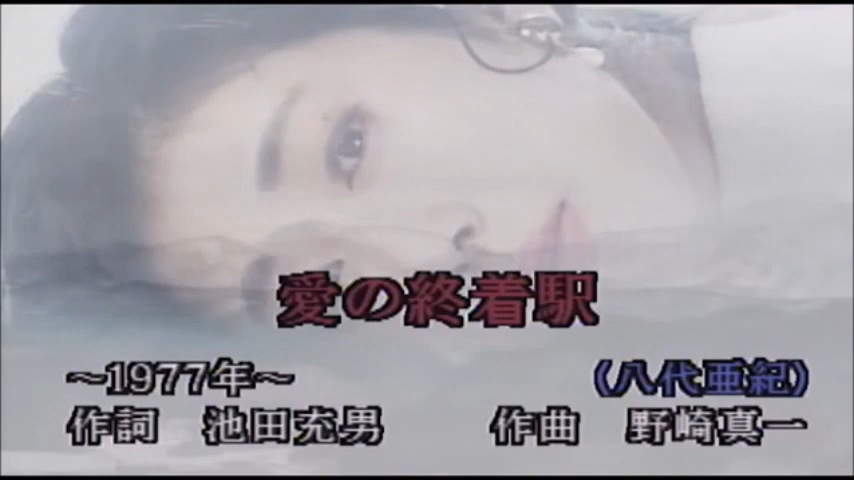 愛の終着駅
～1977年～ (八代亜紀)
作詞 池田充男 作曲 野崎真一